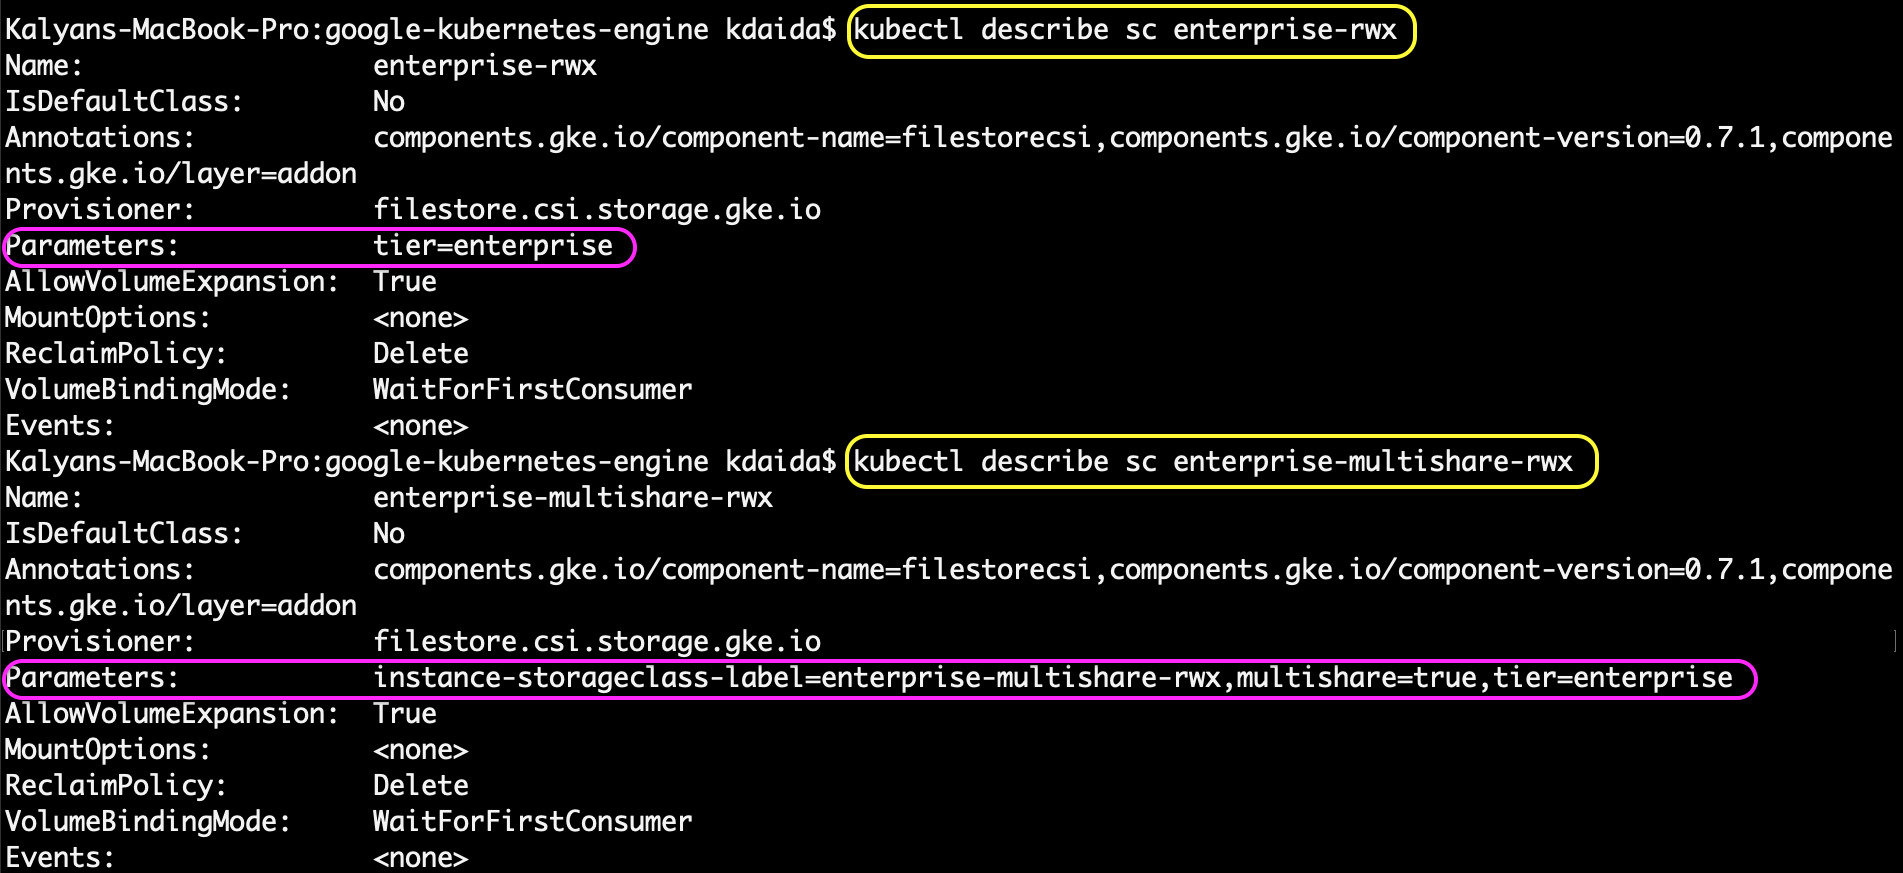 Kalyans-MacBook-Pro:google-kubernetes-engine kdaida$ kubectl describe sc enterprise-rwx
Name:                  enterprise-rwx
IsDefaultClass:        No
Annotations:           components.gke.io/component-name=filestorecsi,components.gke.io/component-version=0.7.1,compone
nts.gke.io/layer=addon
Provisioner:           filestore.csi.storage.gke.io
Parameters:            tier=enterprise
AllowVolumeExpansion:  True
MountOptions:          <none>
ReclaimPolicy:         Delete
VolumeBindingMode:     WaitForFirstConsumer
Events:                <none>
Kalyans-MacBook-Pro:google-kubernetes-engine kdaida$ kubectl describe sc enterprise-multishare-rwx
Name:                  enterprise-multishare-rwx
IsDefaultClass:        No
Annotations:           components.gke.io/component-name=filestorecsi,components.gke.io/component-version=0.7.1,compone
nts.gke.io/layer=addon
Provisioner:           filestore.csi.storage.gke.io
Parameters:            instance-storageclass-label=enterprise-multishare-rwx,multishare=true,tier=enterprise
AllowVolumeExpansion:  True
MountOptions:          <none>
ReclaimPolicy:         Delete
VolumeBindingMode:     WaitForFirstConsumer
Events:                <none>